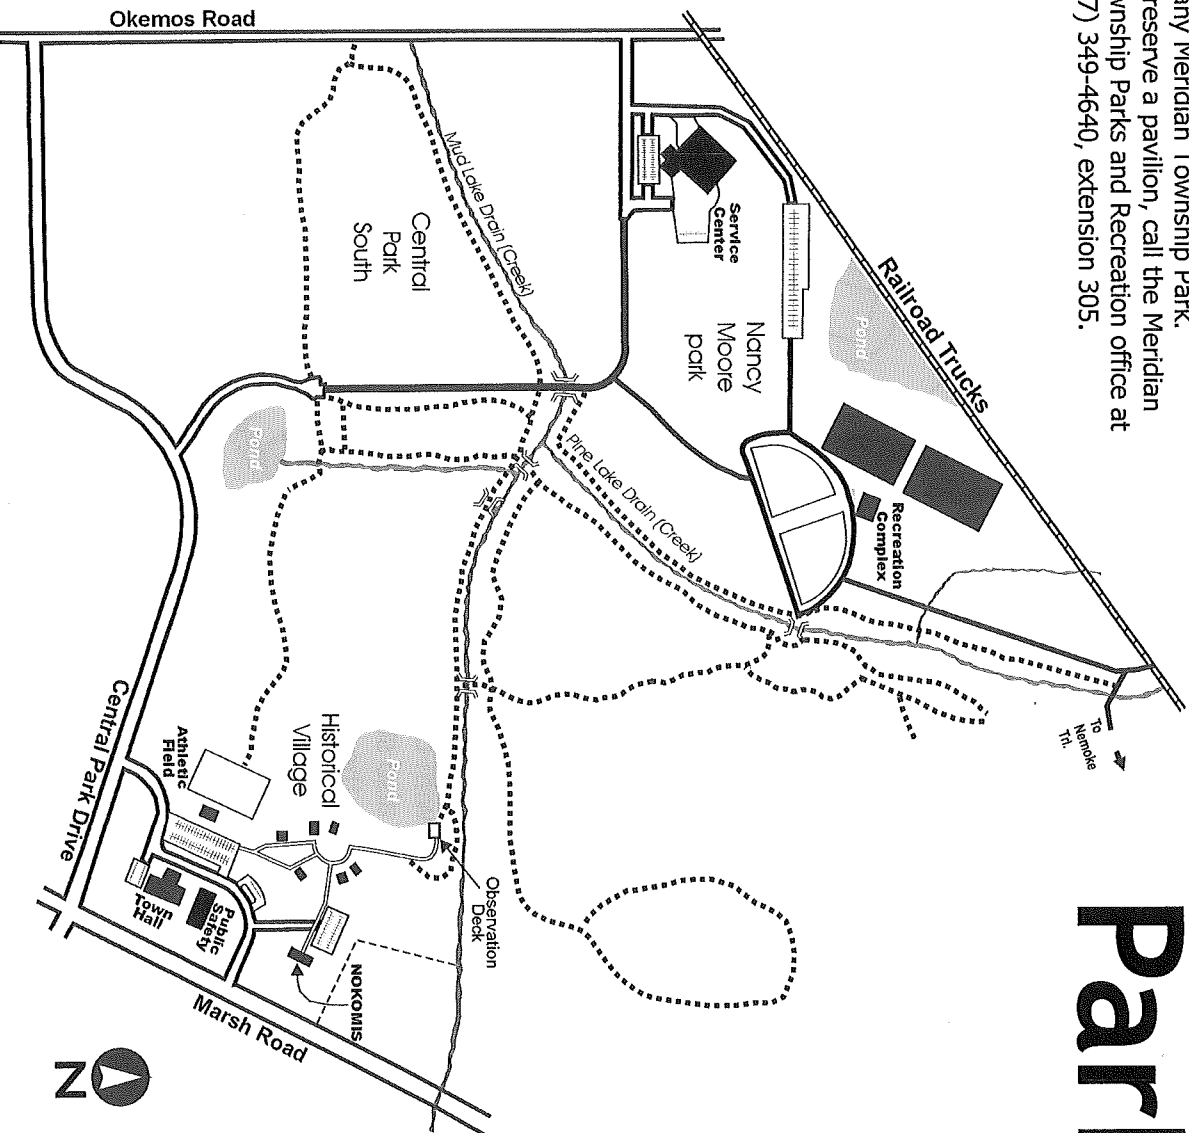 any Meridian Township Park.
reserve a pavilion, call the Meridian
wnship Parks and Recreation office at
7) 349-4640, extension 305.
Par
Okemos Road
Mud Lake Drain (Creek)
Central
Park
South
Service
Center
Nancy
Moore
park
Pond
Railroad Trucks
Recreation
Complex
Pine Lake Drain (Creek)
To
Nemoke
Trl.
Pond
Central Park Drive
Athletic
Field
Historical
Village
Pond
Observation
Deck
Town
Hall
Public
Safety
NOKOMIS
Marsh Road
N